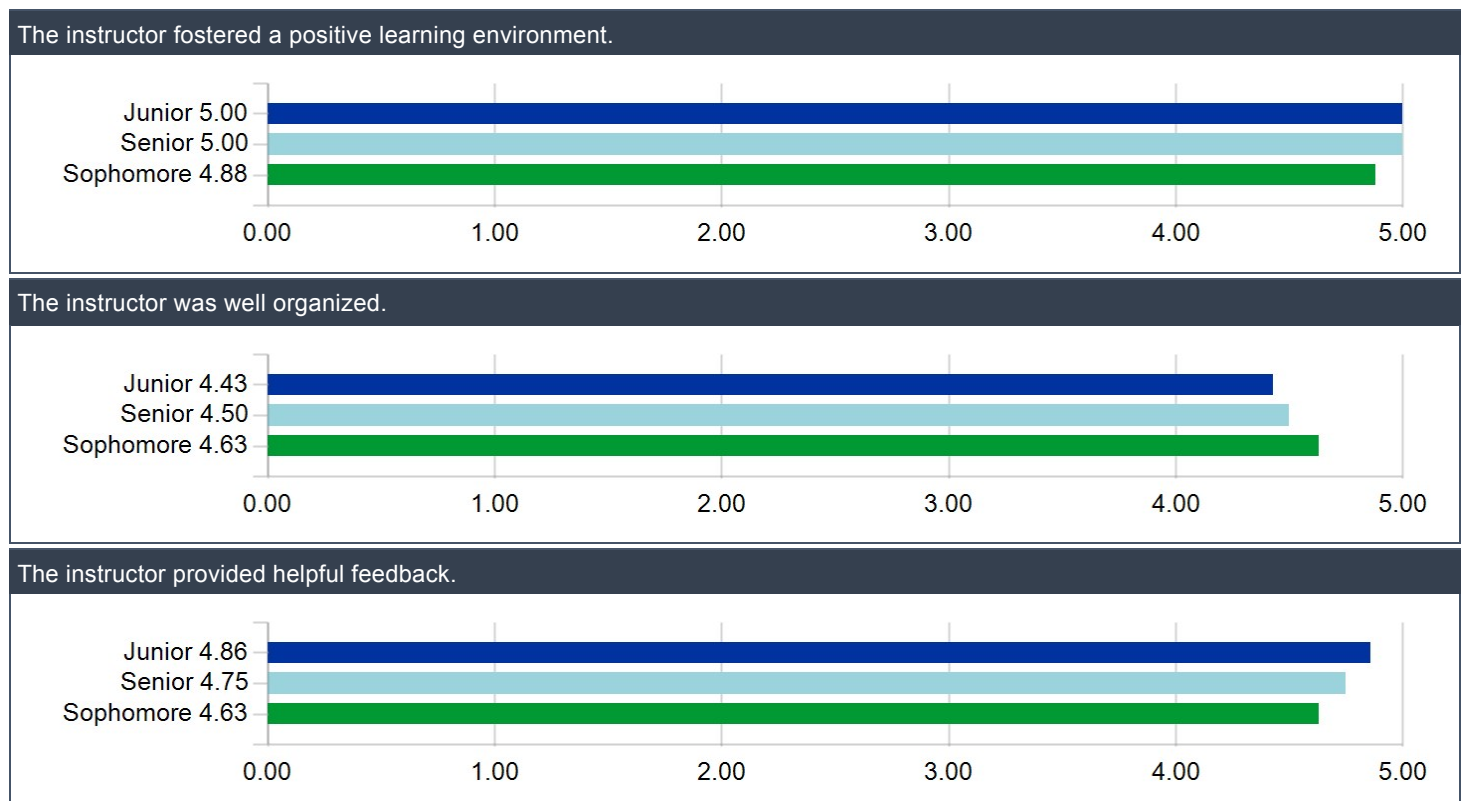 The instructor fostered a positive learning environment.
Junior 5.00
Senior 5.00
Sophomore 4.88
0.00 1.00 2.00 3.00 4.00 5.00
The instructor was well organized.
Junior 4.43
Senior 4.50
Sophomore 4.63
0.00 1.00 2.00 3.00 4.00 5.00
The instructor provided helpful feedback.
Junior 4.86
Senior 4.75
Sophomore 4.63
0.00 1.00 2.00 3.00 4.00 5.00